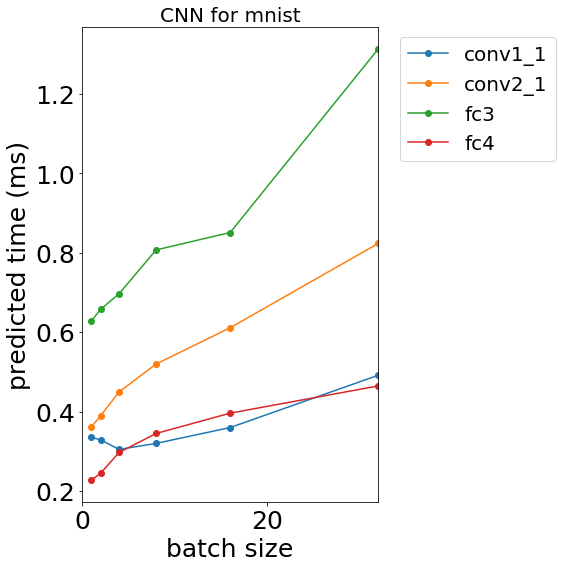 CNN for mnist
conv1_1
conv2_1
fc3
fc4
predicted time (ms)
1.2
1.0
0.8
0.6
0.4
0.2
0
20
batch size